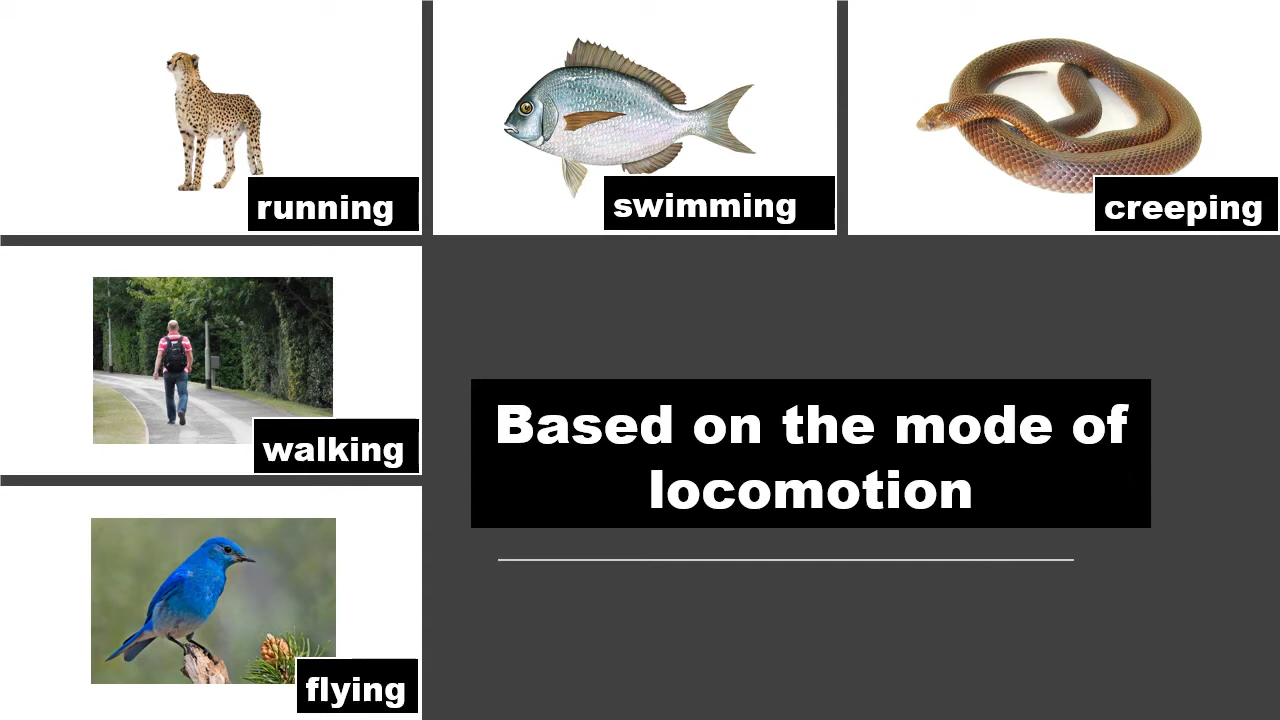 running
swimming
creeping
walking
Based on the mode of
locomotion
flying